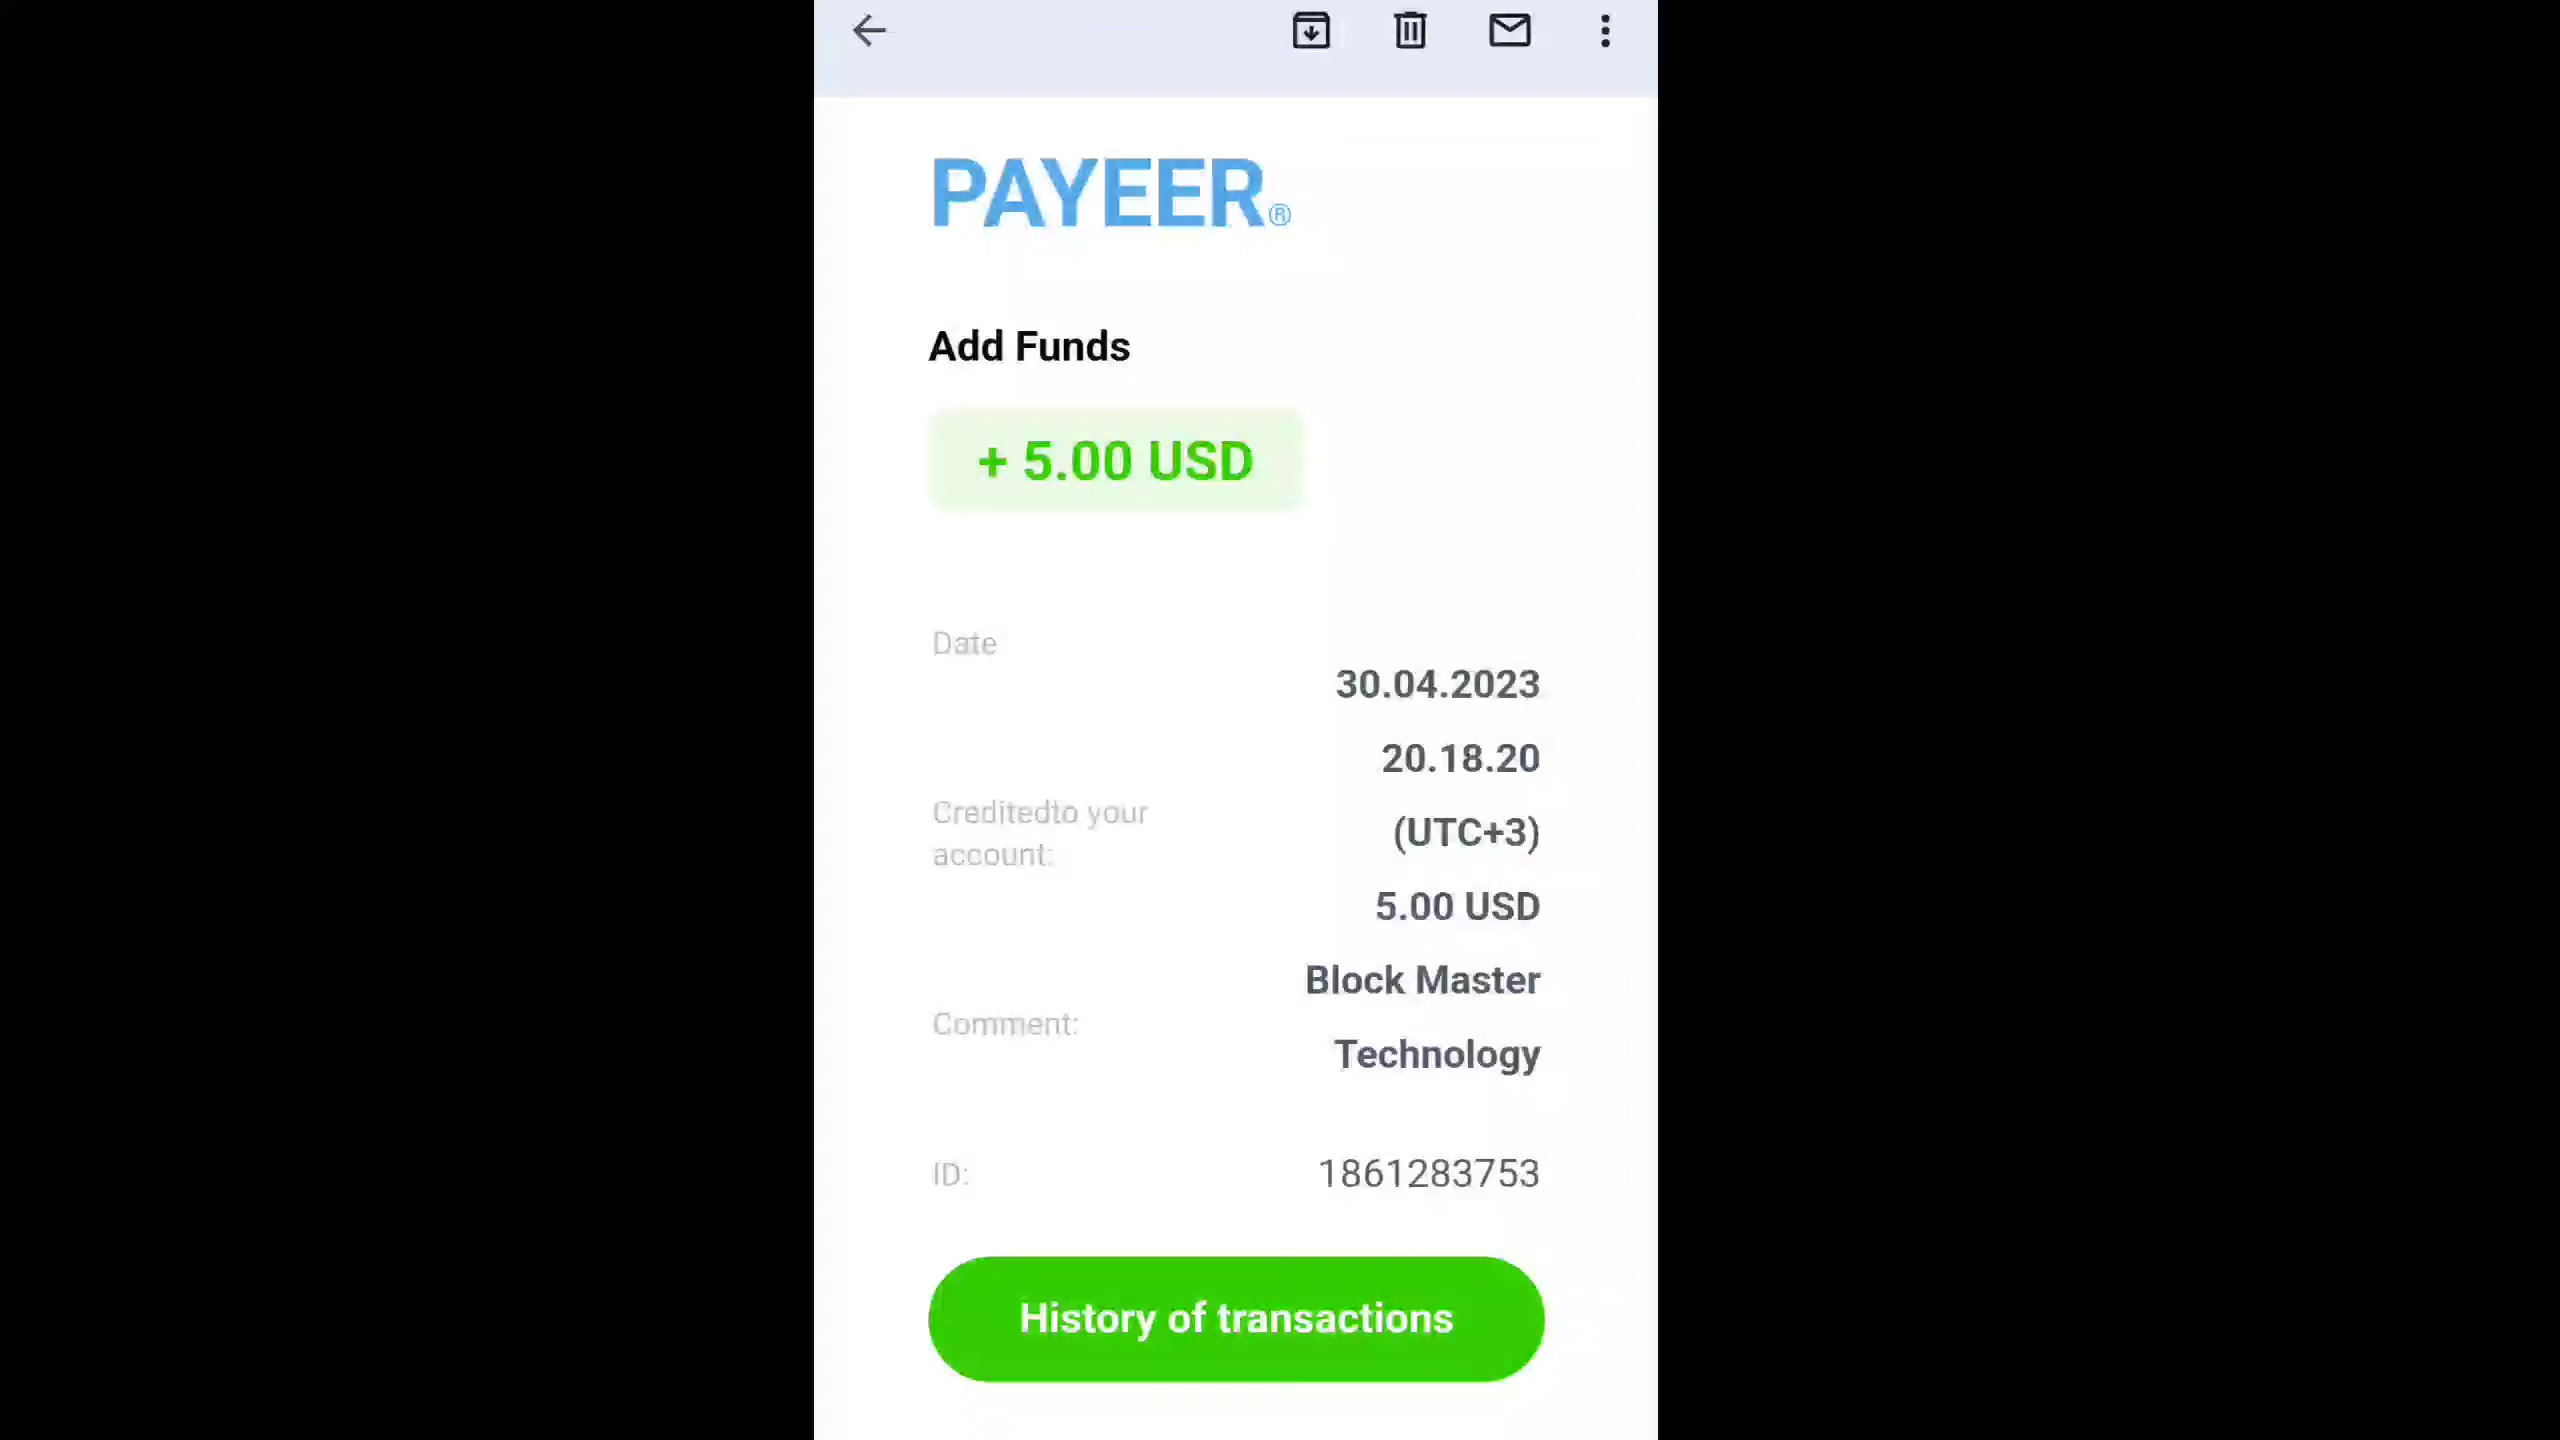 PAYEER®
Add Funds
+ 5.00 USD
Date
30.04.2023
20.18.20
(UTC+3)
Creditedto your
account:
5.00 USD
Comment:
Block Master
Technology
ID:
1861283753
History of transactions